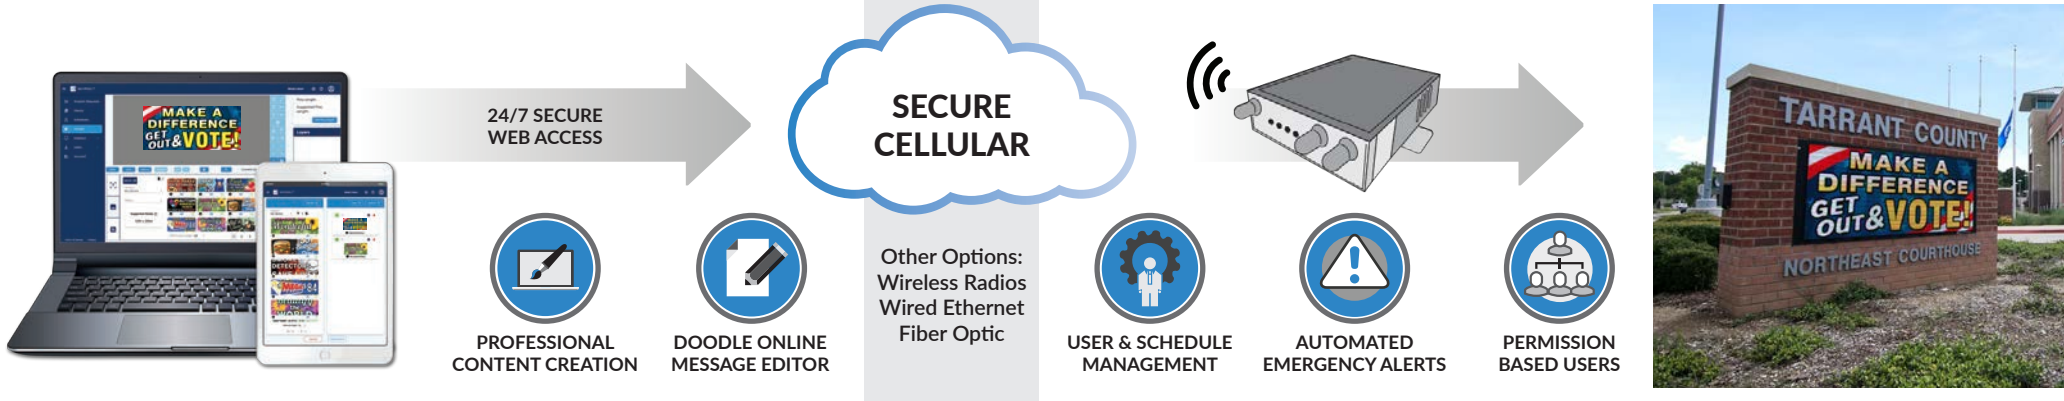 MAKE A
DIFFERENCE
GET
OUT & VOTE!
24/7 SECURE
WEB ACCESS
SECURE
CELLULAR
Other Options:
Wireless Radios
Wired Ethernet
Fiber Optic
PROFESSIONAL
CONTENT CREATION
DOODLE ONLINE
MESSAGE EDITOR
USER & SCHEDULE
MANAGEMENT
AUTOMATED
EMERGENCY ALERTS
PERMISSION
BASED USERS
TARRANT COUNTY
MAKE A
DIFFERENCE
GET
OUT & VOTE!
NORTHEAST COURTHOUSE